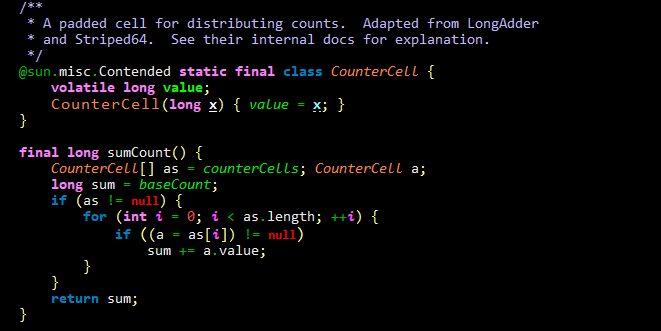 /**
 * A padded cell for distributing counts.  Adapted from LongAdder
 * and Striped64.  See their internal docs for explanation.
 */
@sun.misc.Contended static final class CounterCell {
    volatile long value;
    CounterCell(long x) { value = x; }
}

final long sumCount() {
    CounterCell[] as = counterCells; CounterCell a;
    long sum = baseCount;
    if (as != null) {
        for (int i = 0; i < as.length; ++i) {
            if ((a = as[i]) != null)
                sum += a.value;
        }
    }
    return sum;
}